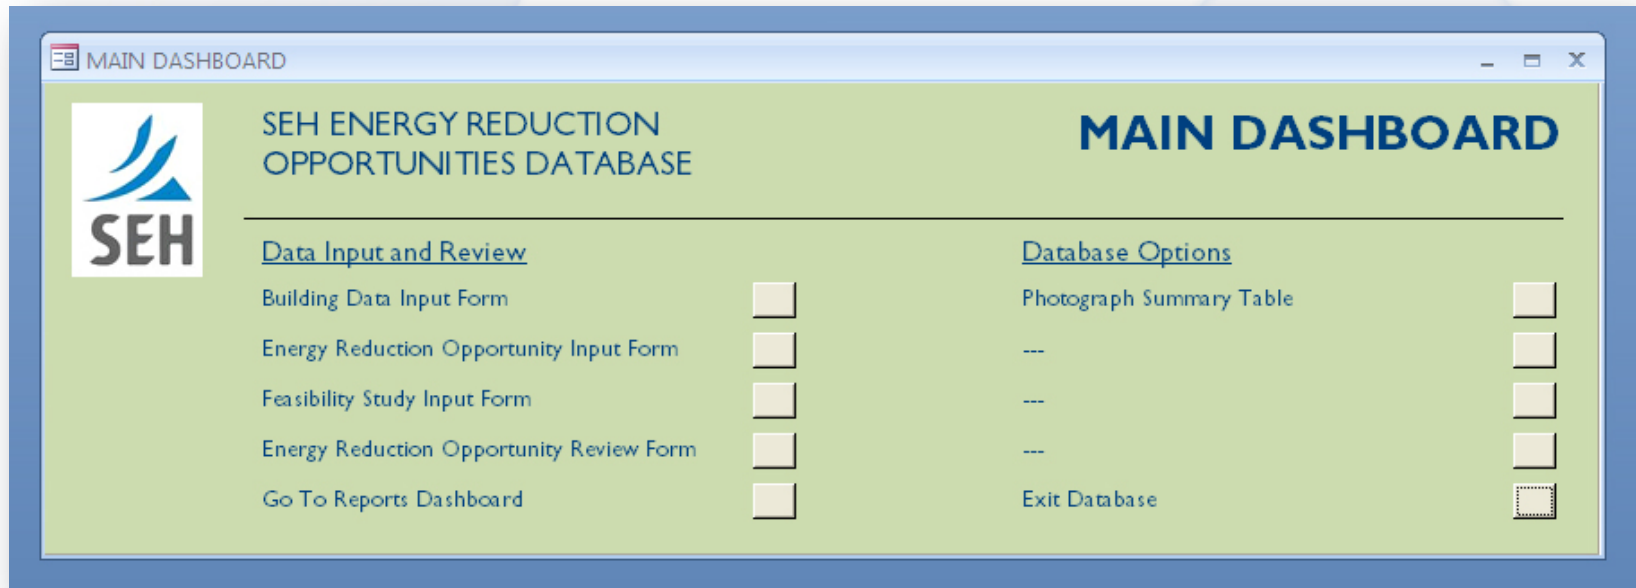 MAIN DASHBOARD
SEH ENERGY REDUCTION
OPPORTUNITIES DATABASE
MAIN DASHBOARD
SEH
Data Input and Review
Building Data Input Form
Energy Reduction Opportunity Input Form
Feasibility Study Input Form
Energy Reduction Opportunity Review Form
Go To Reports Dashboard
Database Options
Photograph Summary Table
---
---
---
Exit Database